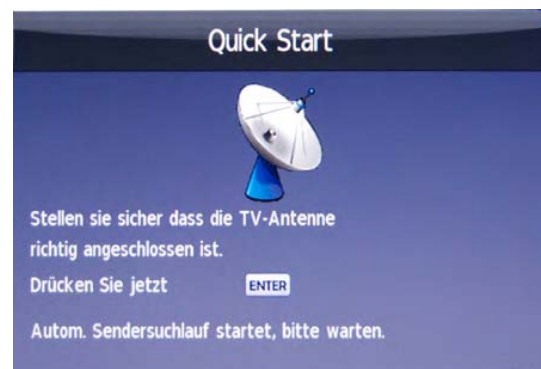 Quick Start
Stellen sie sicher dass die TV-Antenne
richtig angeschlossen ist.
Drücken Sie jetzt ENTER
Autom. Sendersuchlauf startet, bitte warten.